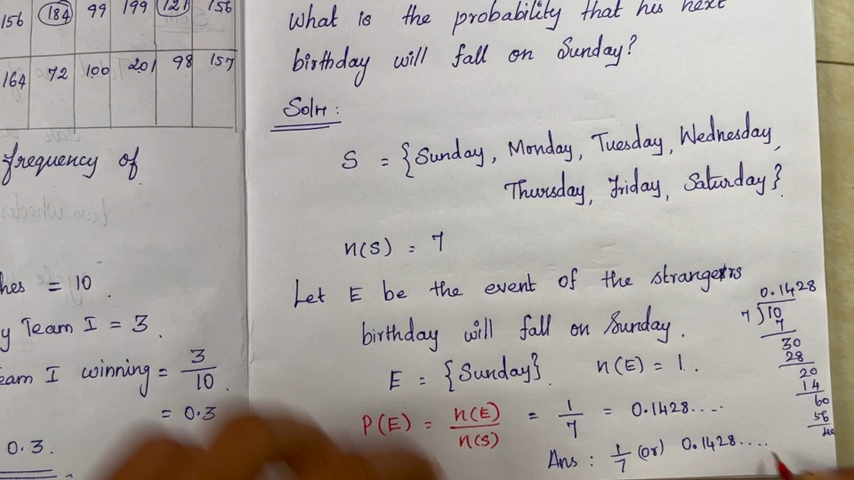 156 184 99 199 121 156
164 72 100 201 98 157
frequency of
hes = 10
y Team I = 3.
eam I winning = 3/10.
= 0.3
0.3.
What is the probability that his next
birthday will fall on Sunday?
Soln:
S = {Sunday, Monday, Tuesday, Wednesday,
Thursday, Friday, Saturday}
n(S) = 7
Let E be the event of the strangers
birthday will fall on Sunday.
E = {Sunday}. n(E) = 1.
P(E) = n(E)/n(S) = 1/7 = 0.1428....
Ans : 1/7 (or) 0.1428....
0.1428
7)10
7
30
28
20
14
60
56